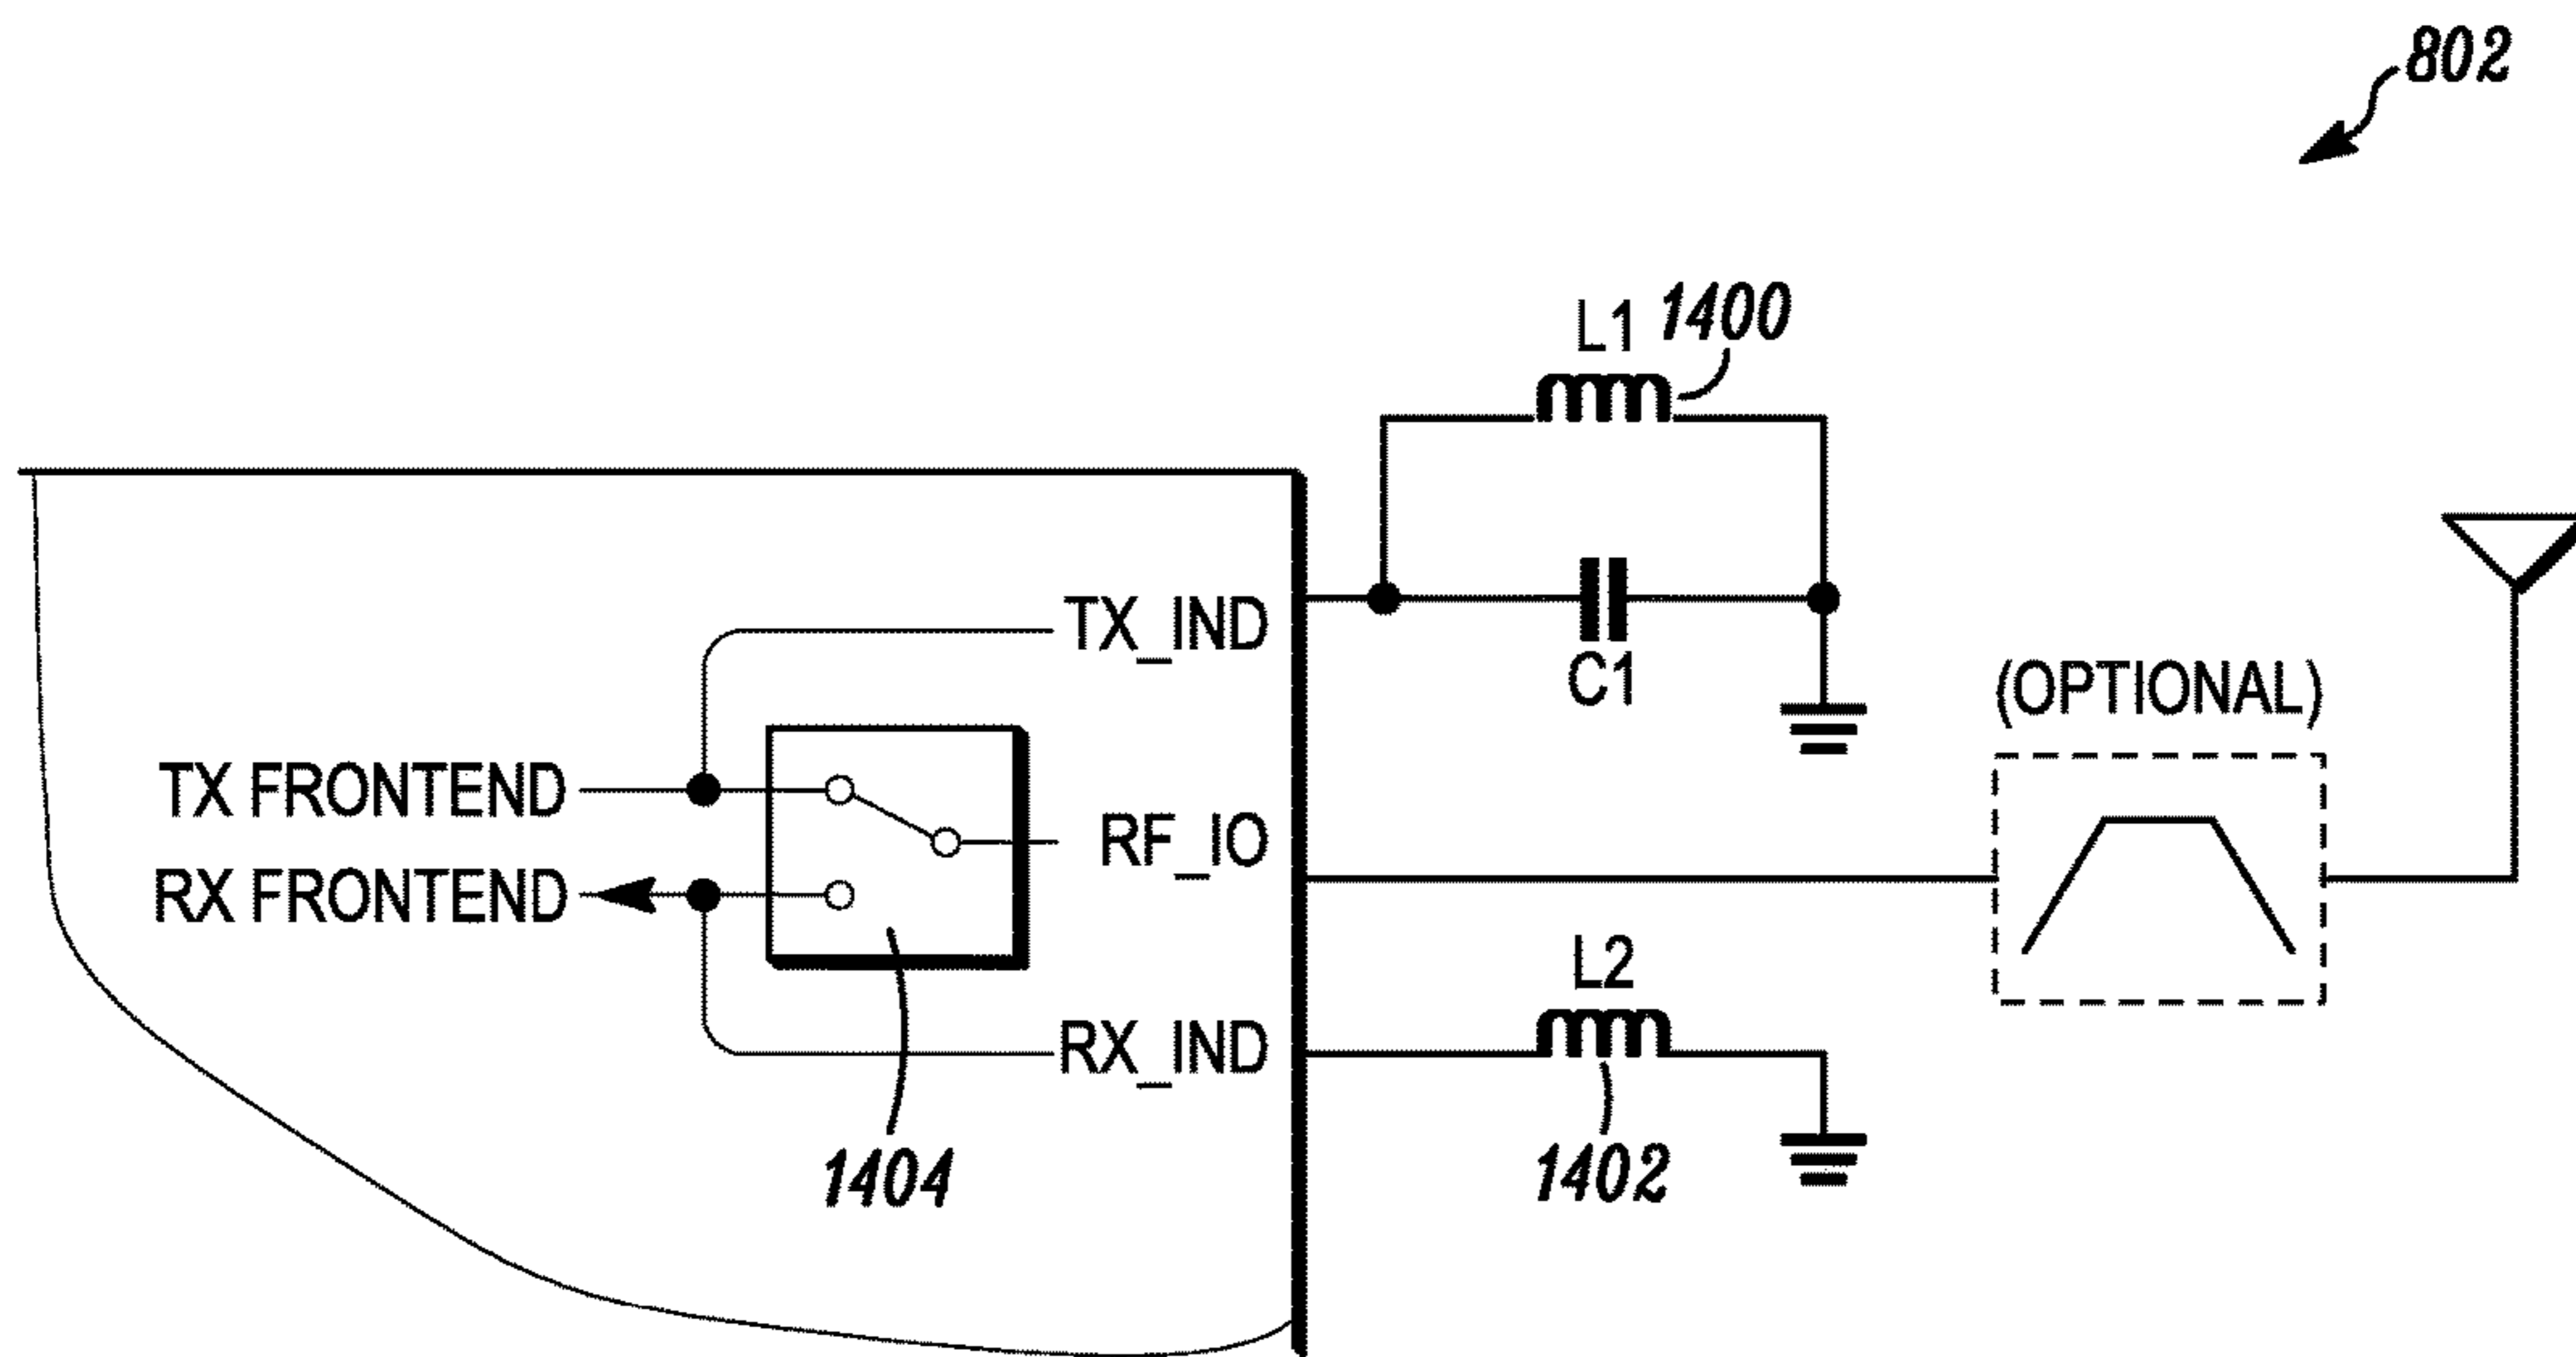 802
L1 1400
TX_IND
C1
(OPTIONAL)
TX FRONTEND
RF_IO
RX FRONTEND
L2
RX_IND
1404
1402